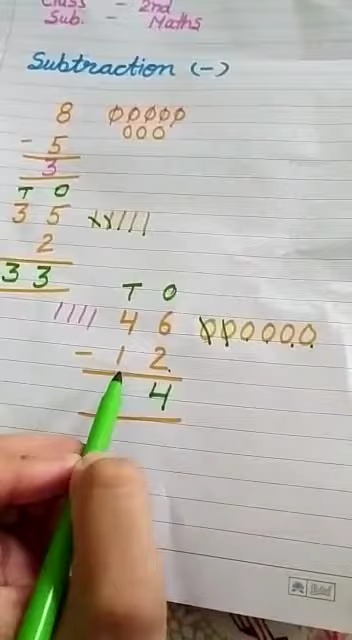 Class - 2nd
Sub. - Maths
Subtraction (-)
8
- 5
3
T O
3 5
2
3 3
T O
4 6
- 1 2
4